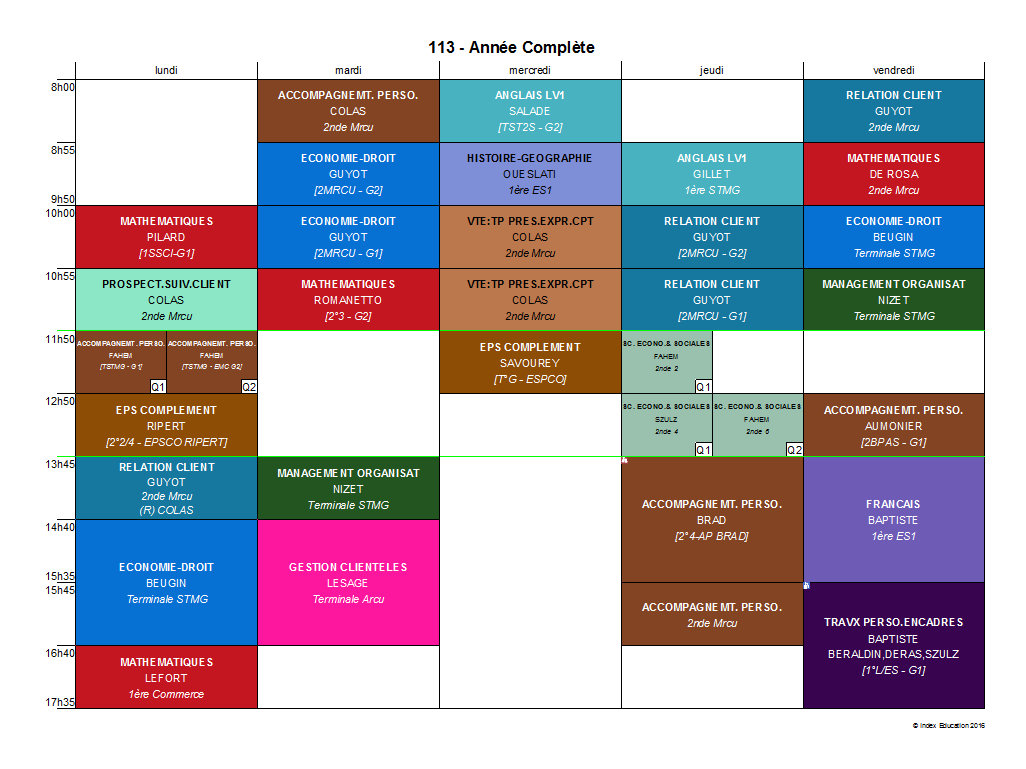 113 - Année Complète
lundi
mardi
mercredi
jeudi
vendredi
8h00
8h55
9h50
10h00
10h55
11h50
12h50
13h45
14h40
15h35
15h45
16h40
17h35
MATHEMATIQUES
PILARD
[1SSCI-G1]
PROSPECT.SUIV.CLIENT
COLAS
2nde Mrcu
ACCOMPAGNEMT. PERSO.
FAHEM
[TSTMG - G1]
Q1
ACCOMPAGNEMT. PERSO.
FAHEM
[TSTMG - EMC G2]
Q2
EPS COMPLEMENT
RIPERT
[2°2/4 - EPSCO RIPERT]
RELATION CLIENT
GUYOT
2nde Mrcu
(R) COLAS
ECONOMIE-DROIT
BEUGIN
Terminale STMG
MATHEMATIQUES
LEFORT
1ère Commerce
ACCOMPAGNEMT. PERSO.
COLAS
2nde Mrcu
ECONOMIE-DROIT
GUYOT
[2MRCU - G2]
ECONOMIE-DROIT
GUYOT
[2MRCU - G1]
MATHEMATIQUES
ROMANETTO
[2°3 - G2]
MANAGEMENT ORGANISAT
NIZET
Terminale STMG
GESTION CLIENTELES
LESAGE
Terminale Arcu
ANGLAIS LV1
SALADE
[TST2S - G2]
HISTOIRE-GEOGRAPHIE
OUESLATI
1ère ES1
VTE:TP PRES.EXPR.CPT
COLAS
2nde Mrcu
VTE:TP PRES.EXPR.CPT
COLAS
2nde Mrcu
EPS COMPLEMENT
SAVOUREY
[T°G - ESPCO]
ANGLAIS LV1
GILLET
1ère STMG
RELATION CLIENT
GUYOT
[2MRCU - G2]
RELATION CLIENT
GUYOT
[2MRCU - G1]
SC. ECONO.& SOCIALES
FAHEM
2nde 2
Q1
SC. ECONO.& SOCIALES
SZULZ
2nde 4
Q1
SC. ECONO.& SOCIALES
FAHEM
2nde 6
Q2
ACCOMPAGNEMT. PERSO.
BRAD
[2°4-AP BRAD]
ACCOMPAGNEMT. PERSO.
2nde Mrcu
RELATION CLIENT
GUYOT
2nde Mrcu
MATHEMATIQUES
DE ROSA
2nde Mrcu
ECONOMIE-DROIT
BEUGIN
Terminale STMG
MANAGEMENT ORGANISAT
NIZET
Terminale STMG
ACCOMPAGNEMT. PERSO.
AUMONIER
[2BPAS - G1]
FRANCAIS
BAPTISTE
1ère ES1
TRAVX PERSO.ENCADRES
BAPTISTE
BERALDIN,DERAS,SZULZ
[1°L/ES - G1]
© Index Education 2016